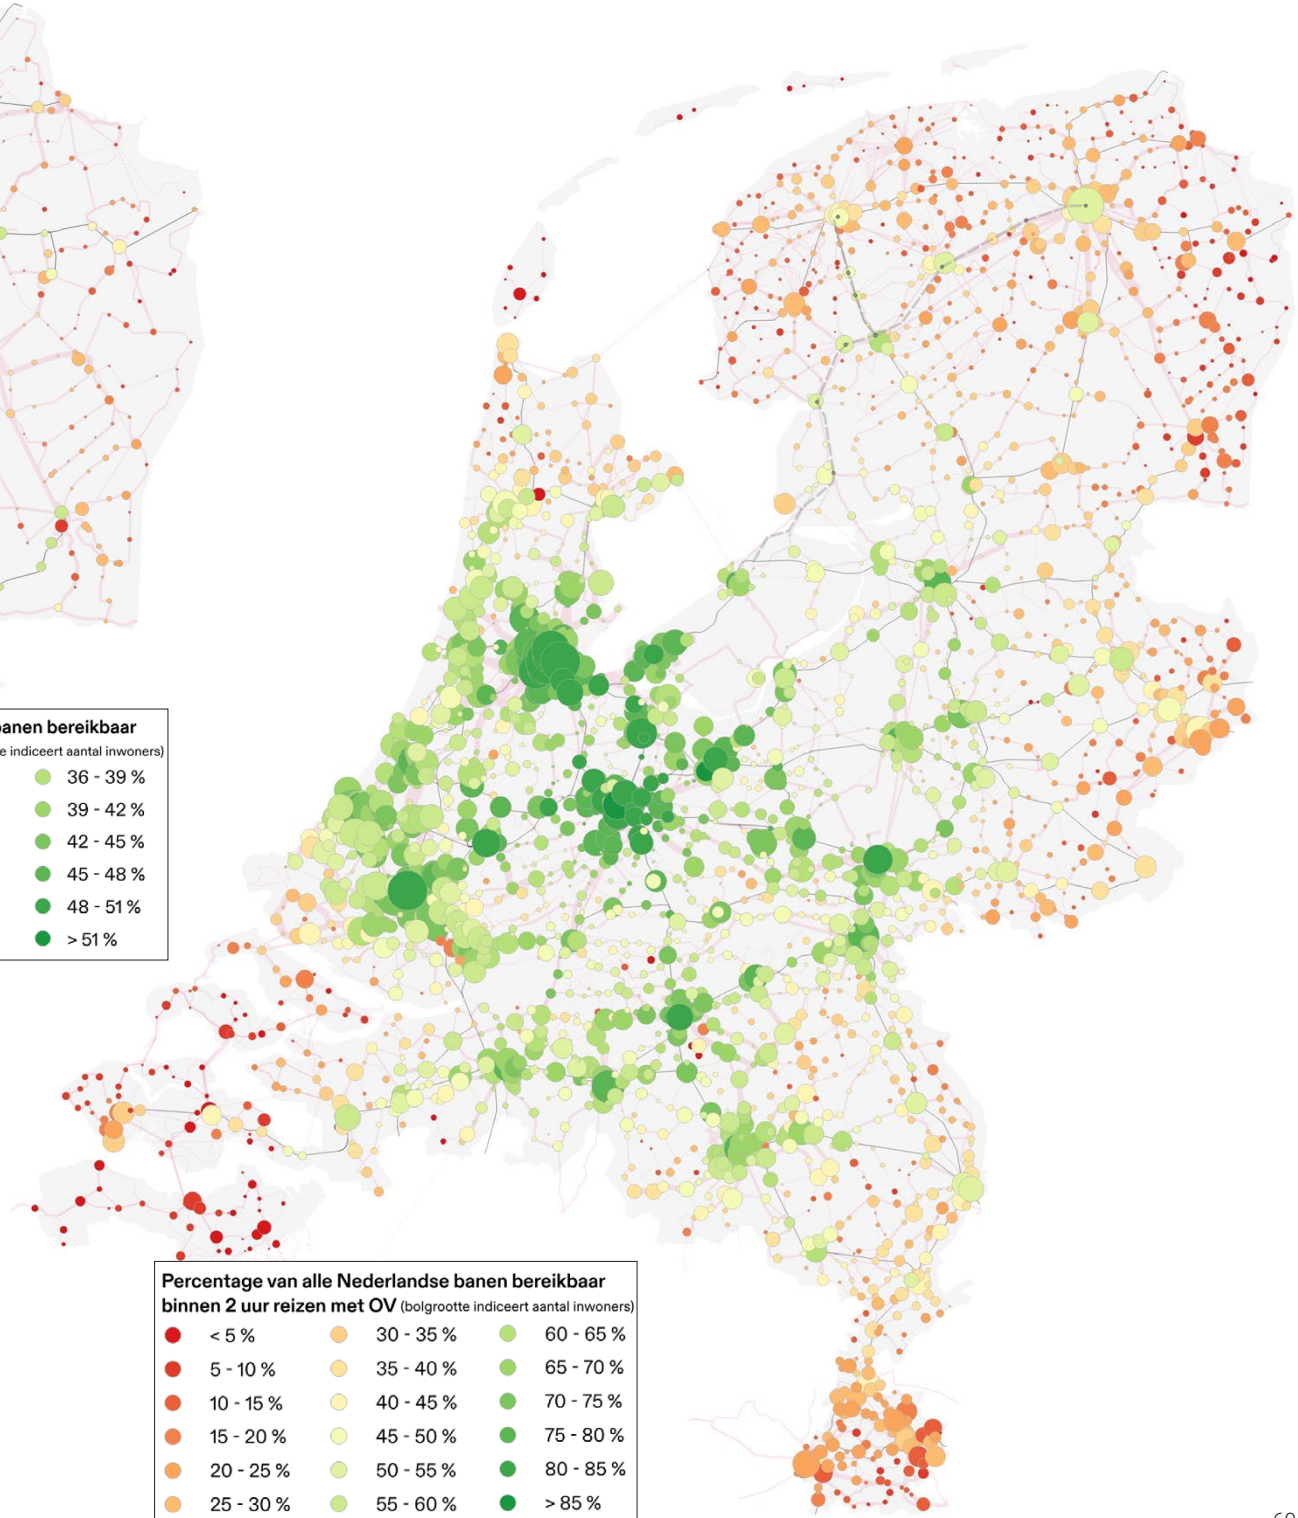 banen bereikbaar
e indiceert aantal inwoners)
36 - 39 %
39 - 42 %
42 - 45 %
45 - 48 %
48 - 51 %
> 51 %
Percentage van alle Nederlandse banen bereikbaar
binnen 2 uur reizen met OV (bolgrootte indiceert aantal inwoners)
< 5 %
5 - 10 %
10 - 15 %
15 - 20 %
20 - 25 %
25 - 30 %
30 - 35 %
35 - 40 %
40 - 45 %
45 - 50 %
50 - 55 %
55 - 60 %
60 - 65 %
65 - 70 %
70 - 75 %
75 - 80 %
80 - 85 %
> 85 %